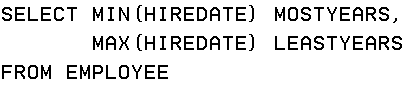 SELECT MIN(HIREDATE) MOSTYEARS,
       MAX(HIREDATE) LEASTYEARS
FROM EMPLOYEE